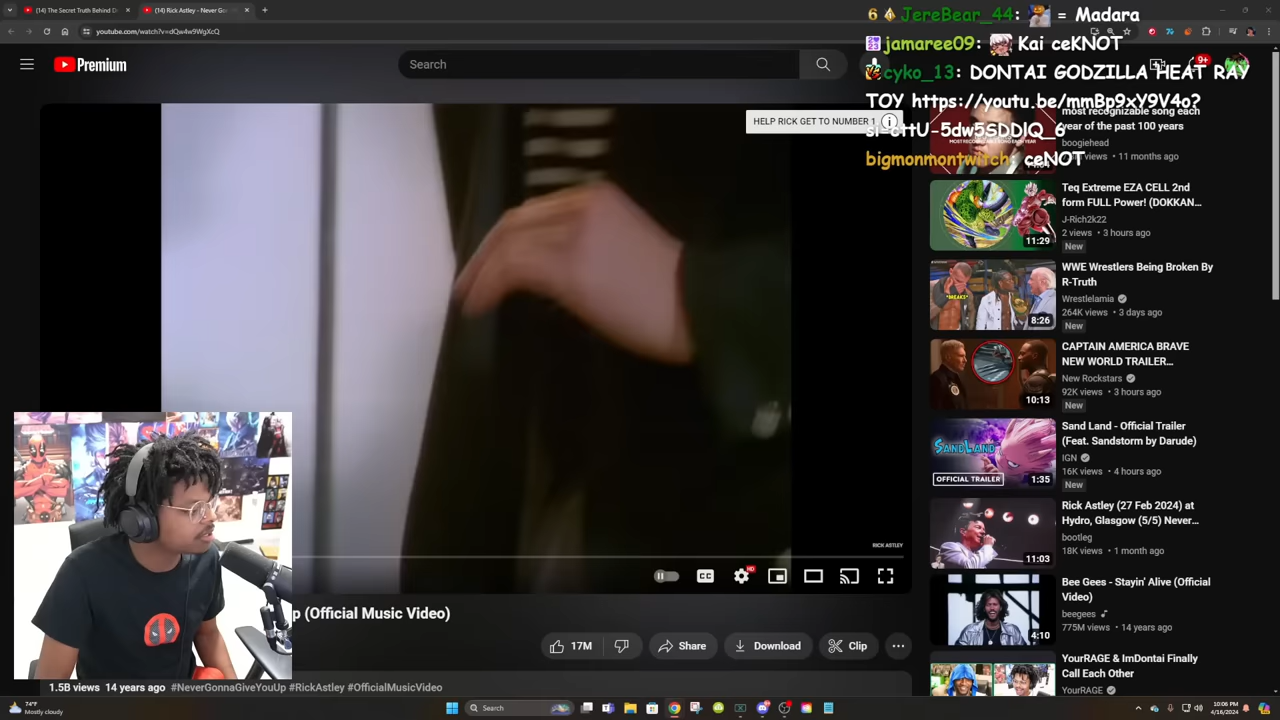 (14) The Secret Truth Behind D
(14) Rick Astley - Never Go
youtube.com/watch?v=dQw4w9WgXcQ
Premium
Search
9+
6 JereBear_44: = Madara
jamaree09: Kai ceKNOT
cyko_13: DONTAI GODZILLA HEAT RAY
TOY https://youtu.be/mmBp9xY9V4o?
bigmonmontwitch: ceNOT
HELP RICK GET TO NUMBER 1
most recognizable song each
year of the past 100 years
boogiehead
views • 11 months ago
Teq Extreme EZA CELL 2nd
form FULL Power! (DOKKAN...
J-Rich2k22
2 views • 3 hours ago
New
11:29
WWE Wrestlers Being Broken By
R-Truth
Wrestlelamia
264K views • 3 days ago
New
*MEAKS*
8:26
CAPTAIN AMERICA BRAVE
NEW WORLD TRAILER...
New Rockstars
92K views • 3 hours ago
New
10:13
Sand Land - Official Trailer
(Feat. Sandstorm by Darude)
IGN
16K views • 4 hours ago
New
SANDLAND
OFFICIAL TRAILER
1:35
Rick Astley (27 Feb 2024) at
Hydro, Glasgow (5/5) Never...
bootleg
18K views • 1 month ago
11:03
Bee Gees - Stayin' Alive (Official
Video)
beegees
775M views • 14 years ago
4:10
YourRAGE & ImDontai Finally
Call Each Other
YourRAGE
RICK ASTLEY
CC
HD
p (Official Music Video)
17M
Share
Download
Clip
1.5B views 14 years ago #NeverGonnaGiveYouUp #RickAstley #OfficialMusicVideo
74°F
Mostly cloudy
Search
10:06 PM
4/16/2024